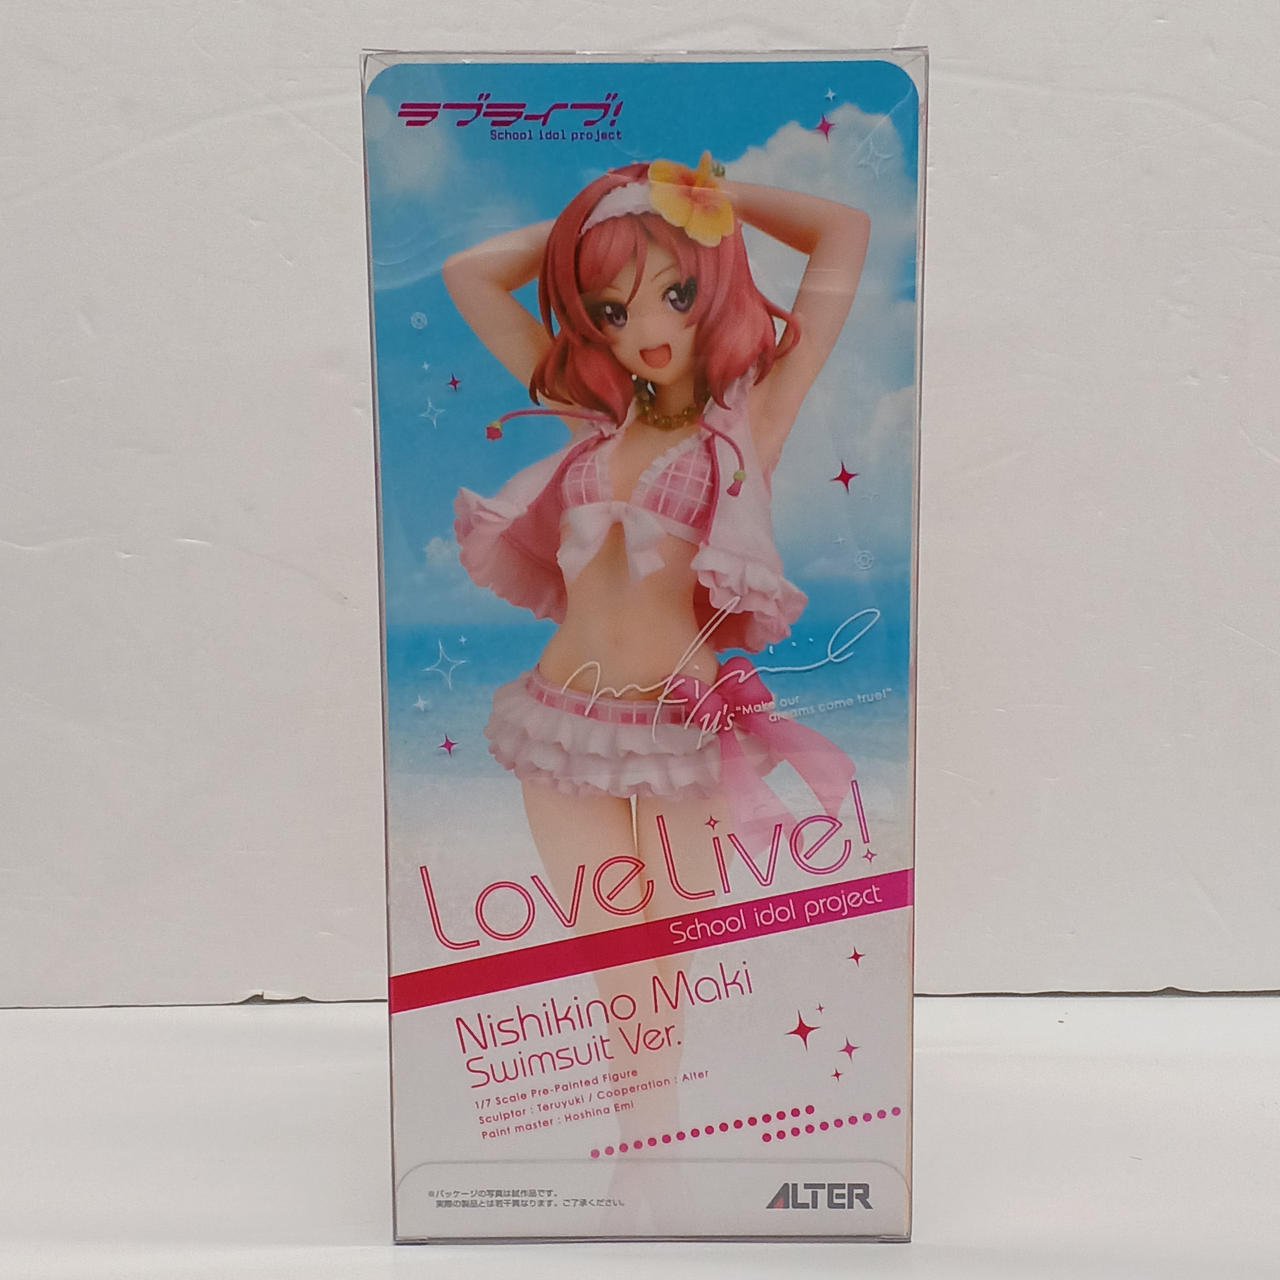 ラブライブ!
School idol project
μ's "Make our
dreams come true!"
LoveLive!
School idol project
Nishikino Maki
Swimsuit Ver.
1/7 Scale Pre-Painted Figure
Sculptor : Teruyuki / Cooperation : Alter
Paint master : Hoshina Emi
※パッケージの写真は試作品です。
実際の製品とは若干異なります。ご了承ください。
ALTER